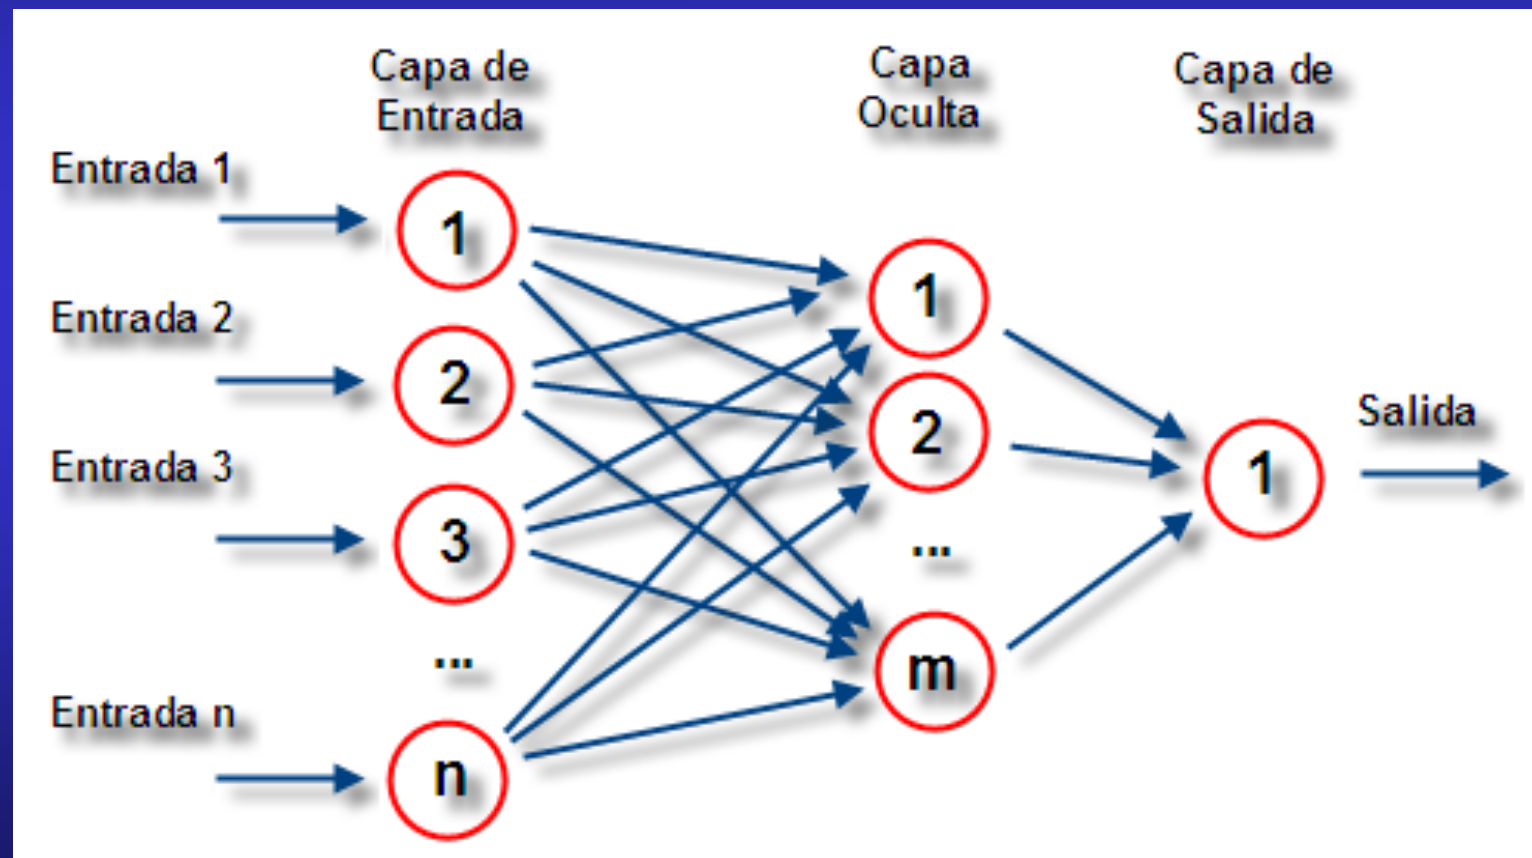 Capa de
Entrada
Capa
Oculta
Capa de
Salida
Entrada 1
1
1
Entrada 2
2
2
Salida
Entrada 3
1
3
...
...
m
Entrada n
n